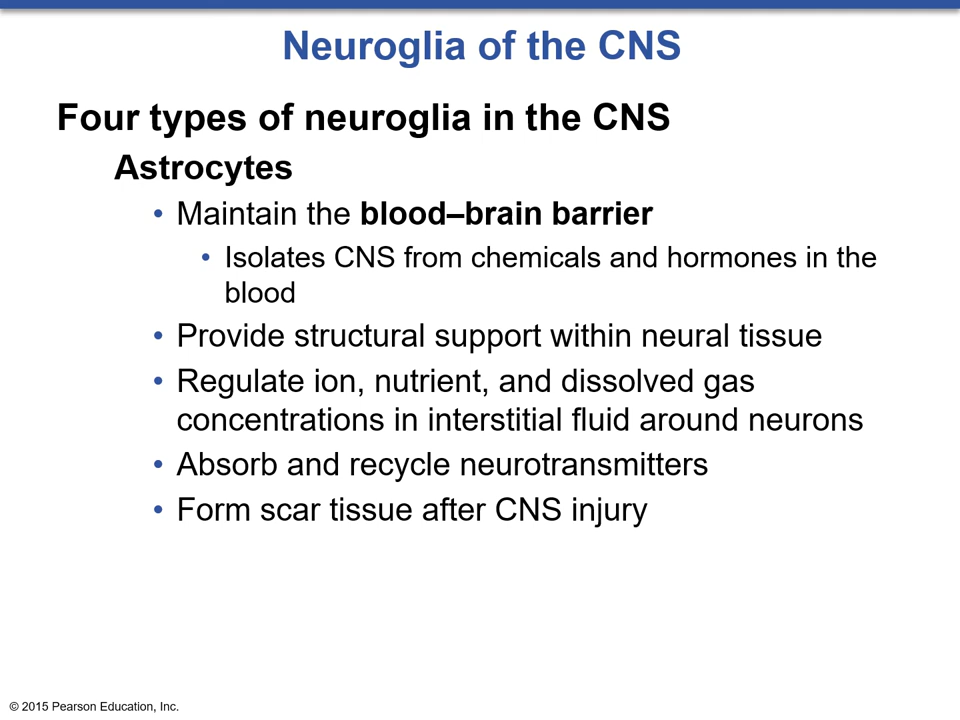 Neuroglia of the CNS
Four types of neuroglia in the CNS
Astrocytes
• Maintain the blood–brain barrier
• Isolates CNS from chemicals and hormones in the
blood
• Provide structural support within neural tissue
• Regulate ion, nutrient, and dissolved gas
concentrations in interstitial fluid around neurons
• Absorb and recycle neurotransmitters
• Form scar tissue after CNS injury
© 2015 Pearson Education, Inc.